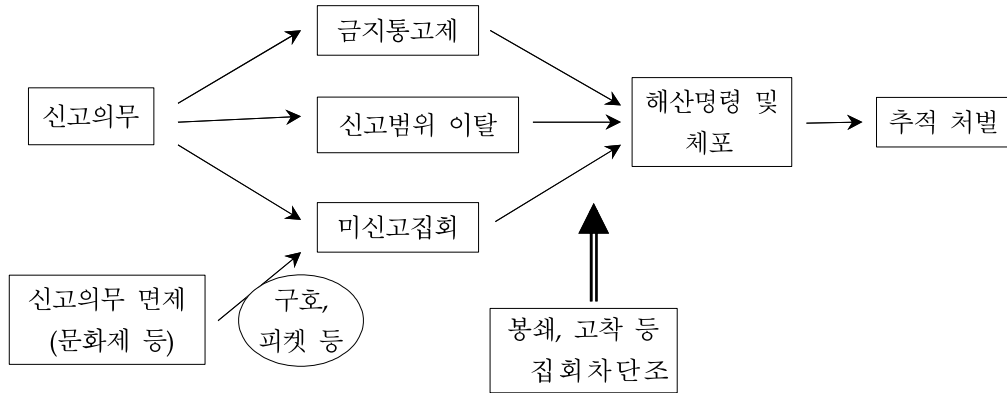 금지통고제
신고의무
신고범위 이탈
해산명령 및
체포
추적 처벌
미신고집회
신고의무 면제
(문화제 등)
구호,
피켓 등
봉쇄, 고착 등
집회차단조